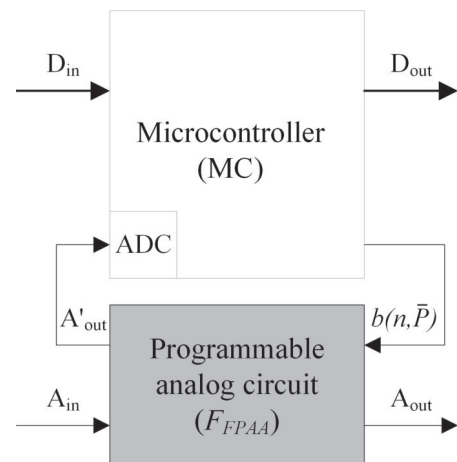 D_in
D_out
Microcontroller
(MC)
ADC
A'_out
b(n,P̄)
Programmable
analog circuit
(F_FPAA)
A_in
A_out